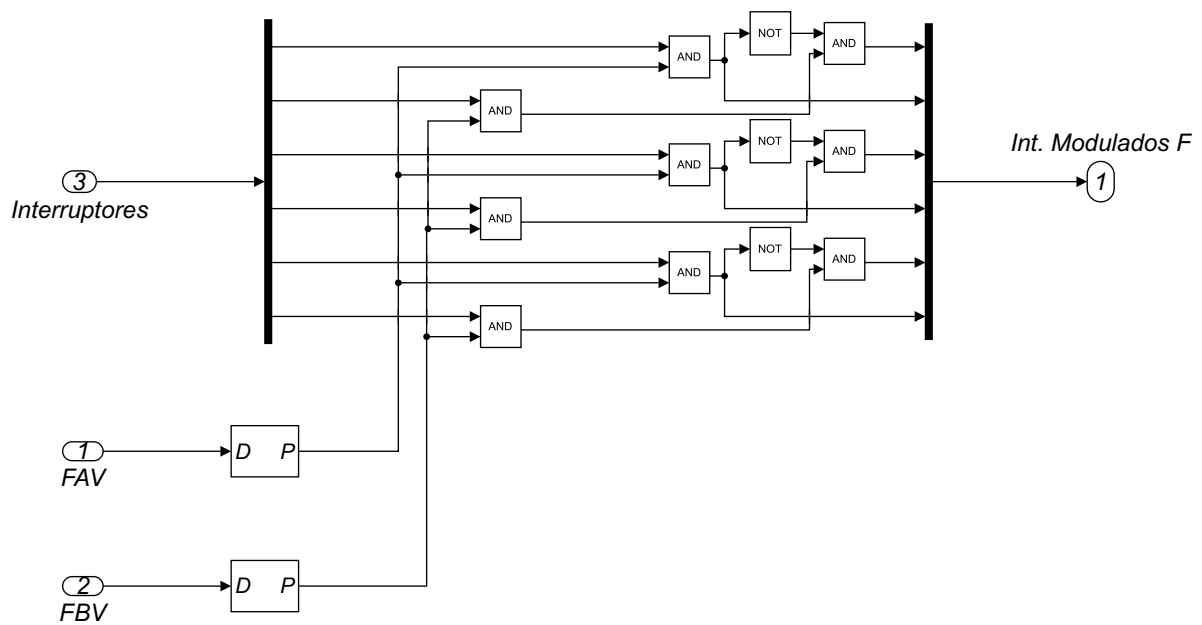 NOT
AND
AND
AND
NOT
Int. Modulados F
AND
AND
3
1
Interruptores
AND
NOT
AND
AND
AND
1
D P
FAV
2
D P
FBV